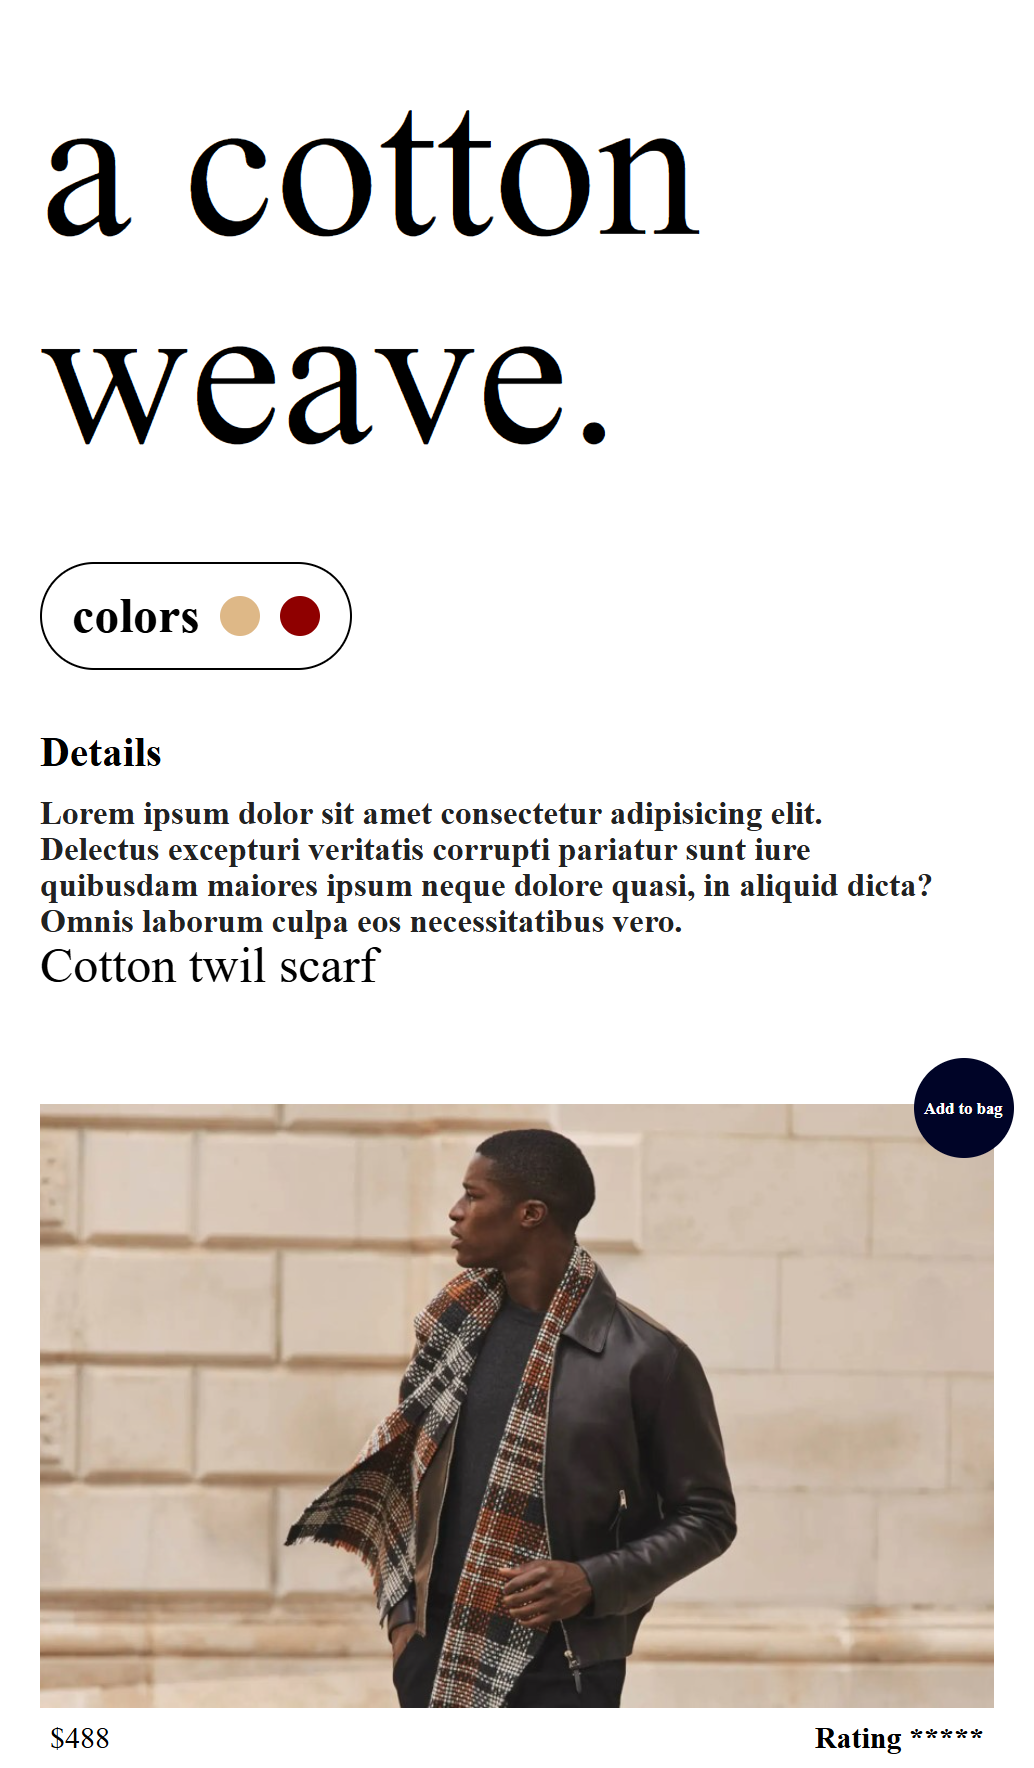 a cotton
weave.
colors
Details
Lorem ipsum dolor sit amet consectetur adipisicing elit.
Delectus excepturi veritatis corrupti pariatur sunt iure
quibusdam maiores ipsum neque dolore quasi, in aliquid dicta?
Omnis laborum culpa eos necessitatibus vero.
Cotton twil scarf
Add to bag
$488
Rating *****